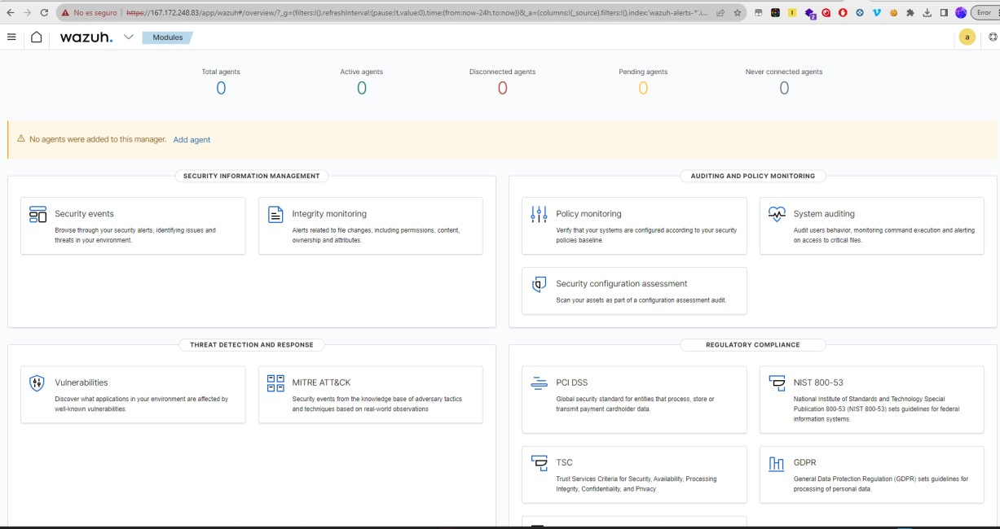 No es seguro https://167.172.248.83/app/wazuh#/overview/?_g=(filters:!(),refreshInterval:(pause:!t,value:0),time:(from:now-24h,to:now))&_a=(columns:!(_source),filters:!(),index:'wazuh-alerts-*',i... 2 Error
wazuh. Modules a
Total agents Active agents Disconnected agents Pending agents Never connected agents
0 0 0 0 0
No agents were added to this manager. Add agent
SECURITY INFORMATION MANAGEMENT
Security events
Browse through your security alerts, identifying issues and
threats in your environment.
Integrity monitoring
Alerts related to file changes, including permissions, content,
ownership and attributes.
AUDITING AND POLICY MONITORING
Policy monitoring
Verify that your systems are configured according to your security
policies baseline.
System auditing
Audit users behavior, monitoring command execution and alerting
on access to critical files.
Security configuration assessment
Scan your assets as part of a configuration assessment audit.
THREAT DETECTION AND RESPONSE
Vulnerabilities
Discover what applications in your environment are affected by
well-known vulnerabilities.
MITRE ATT&CK
Security events from the knowledge base of adversary tactics
and techniques based on real-world observations
REGULATORY COMPLIANCE
PCI DSS
Global security standard for entities that process, store or
transmit payment cardholder data.
NIST 800-53
National Institute of Standards and Technology Special
Publication 800-53 (NIST 800-53) sets guidelines for federal
information systems.
TSC
Trust Services Criteria for Security, Availability, Processing
Integrity, Confidentiality, and Privacy
GDPR
General Data Protection Regulation (GDPR) sets guidelines for
processing of personal data.